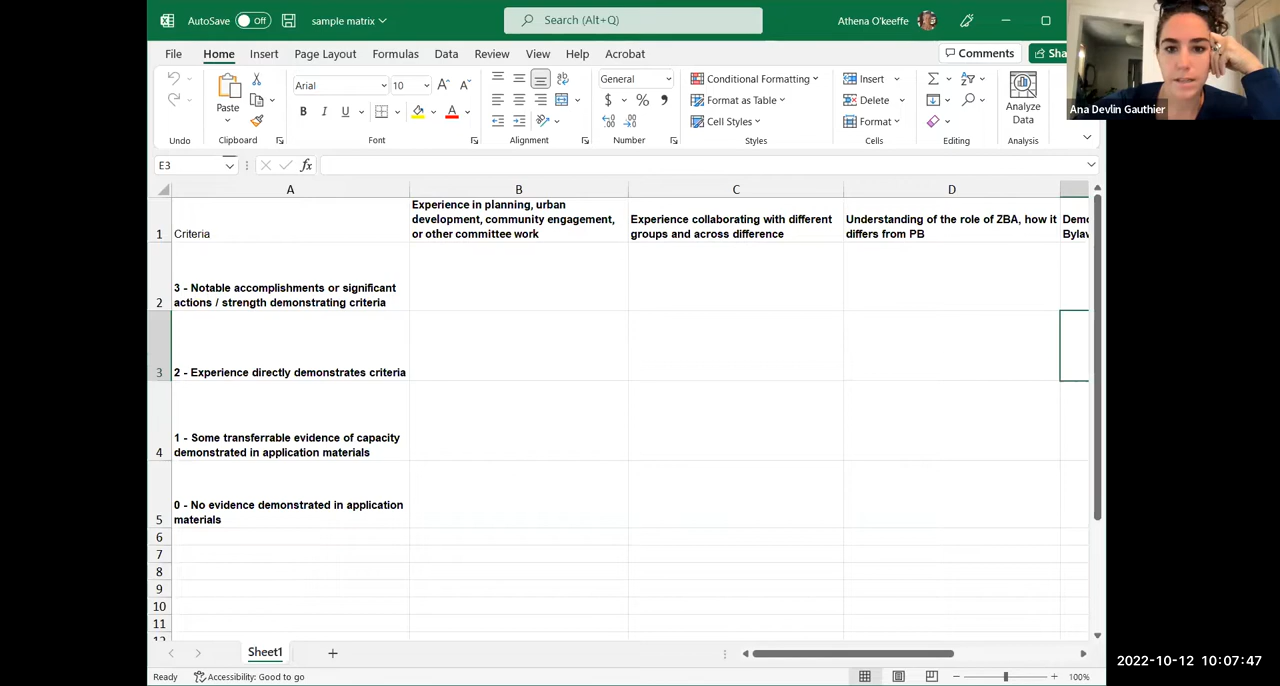 AutoSave Off sample matrix Search (Alt+Q) Athena O'keeffe
File Home Insert Page Layout Formulas Data Review View Help Acrobat Comments Sha
Paste
Arial 10
B I U
General
$ % 9
Conditional Formatting
Format as Table
Cell Styles
Insert
Delete
Format
Analyze
Data
Undo Clipboard Font Alignment Number Styles Cells Editing Analysis
Ana Devlin Gauthier
E3 fx
A B C D
1 Criteria
Experience in planning, urban
development, community engagement,
or other committee work
Experience collaborating with different
groups and across difference
Understanding of the role of ZBA, how it
differs from PB
Demo
Bylaw
2
3 - Notable accomplishments or significant
actions / strength demonstrating criteria
3 2 - Experience directly demonstrates criteria
4
1 - Some transferrable evidence of capacity
demonstrated in application materials
5
0 - No evidence demonstrated in application
materials
6
7
8
9
10
11
12
Sheet1
Ready Accessibility: Good to go 100%
2022-10-12 10:07:47